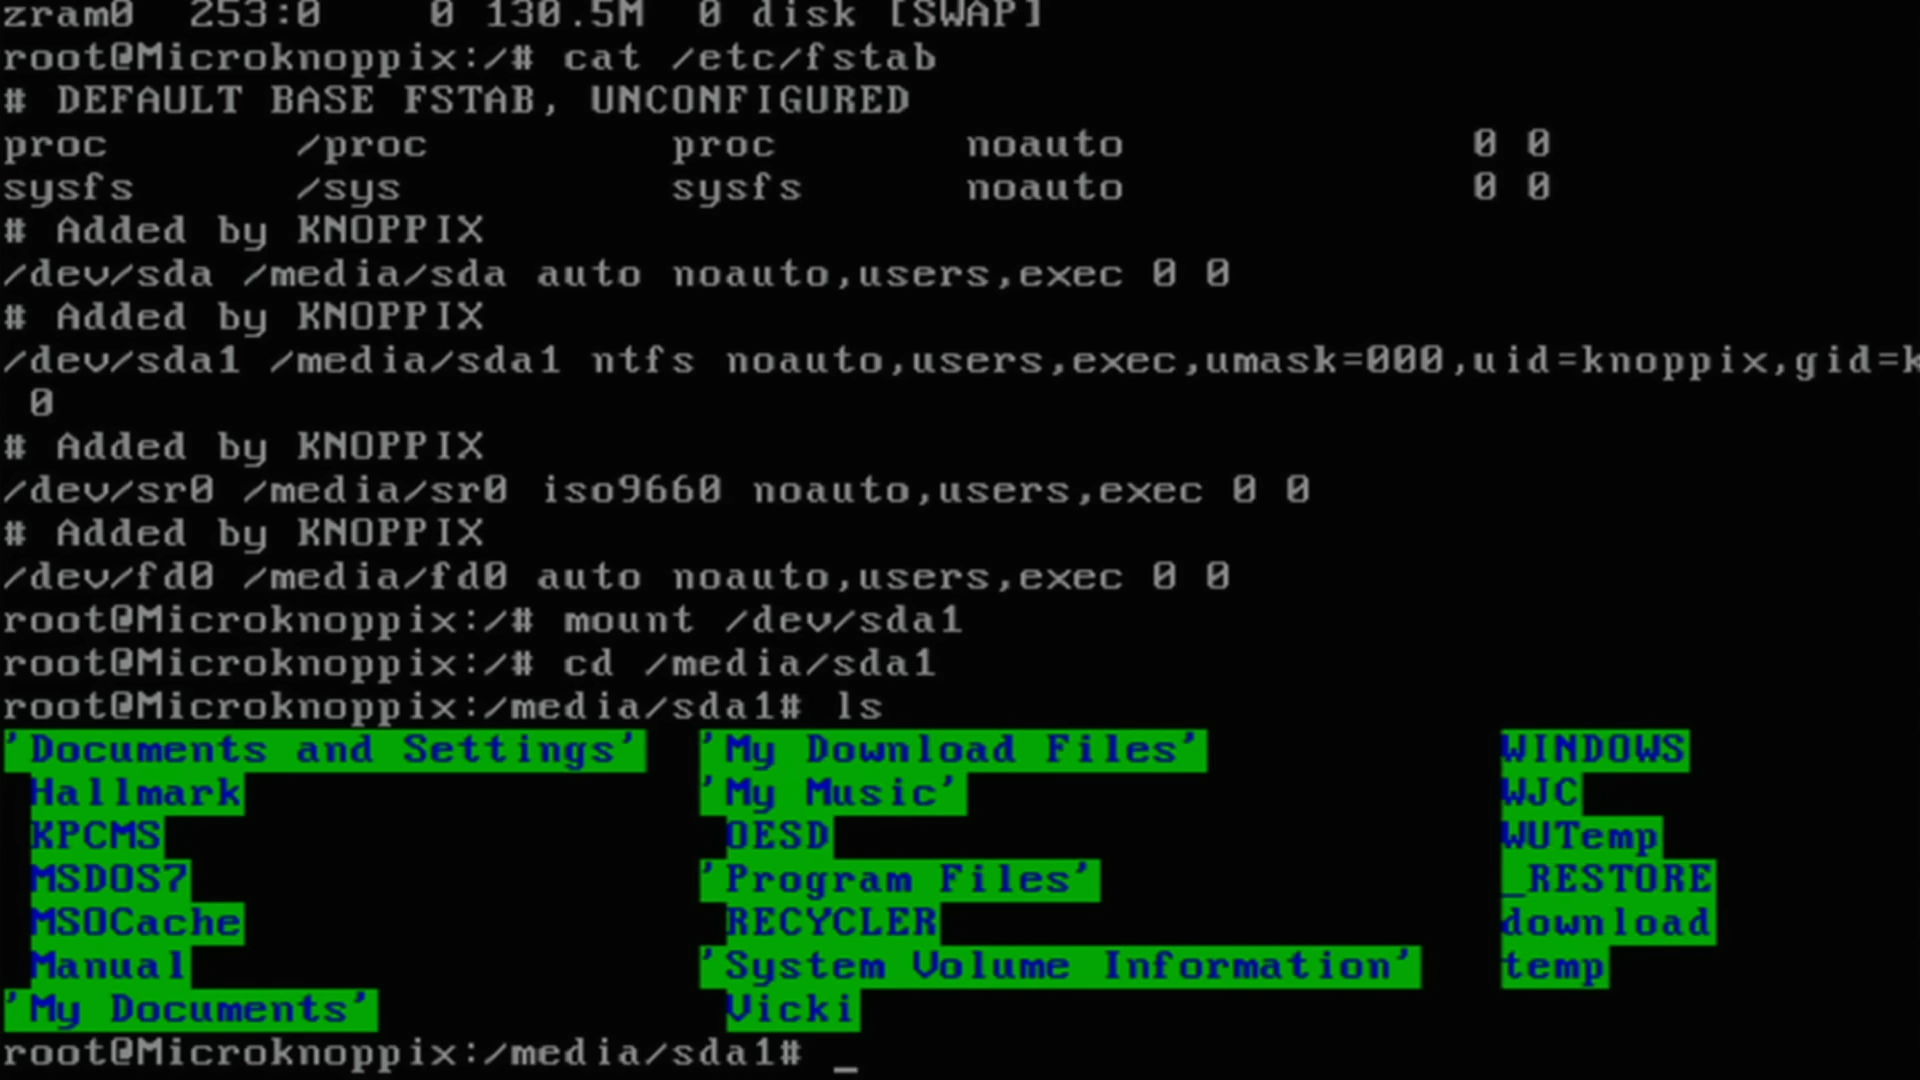 zram0  253:0    0 130.5M  0 disk [SWAP]
root@Microknoppix:/# cat /etc/fstab
# DEFAULT BASE FSTAB, UNCONFIGURED
proc       /proc         proc       noauto             0 0
sysfs      /sys          sysfs      noauto             0 0
# Added by KNOPPIX
/dev/sda /media/sda auto noauto,users,exec 0 0
# Added by KNOPPIX
/dev/sda1 /media/sda1 ntfs noauto,users,exec,umask=000,uid=knoppix,gid=k
 0
# Added by KNOPPIX
/dev/sr0 /media/sr0 iso9660 noauto,users,exec 0 0
# Added by KNOPPIX
/dev/fd0 /media/fd0 auto noauto,users,exec 0 0
root@Microknoppix:/# mount /dev/sda1
root@Microknoppix:/# cd /media/sda1
root@Microknoppix:/media/sda1# ls
'Documents and Settings'  'My Download Files'           WINDOWS
 Hallmark                 'My Music'                    WJC
 KPCMS                     OESD                         WUTemp
 MSDOS7                   'Program Files'               _RESTORE
 MSOCache                  RECYCLER                     download
 Manual                   'System Volume Information'   temp
'My Documents'             Vicki
root@Microknoppix:/media/sda1# _